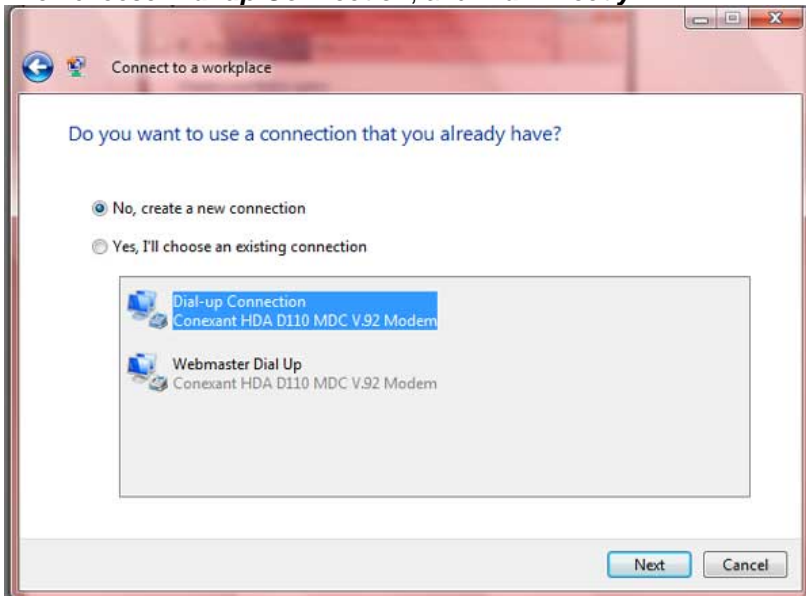 Connect to a workplace
Do you want to use a connection that you already have?
No, create a new connection
Yes, I'll choose an existing connection
Dial-up Connection
Conexant HDA D110 MDC V.92 Modem
Webmaster Dial Up
Conexant HDA D110 MDC V.92 Modem
Next
Cancel